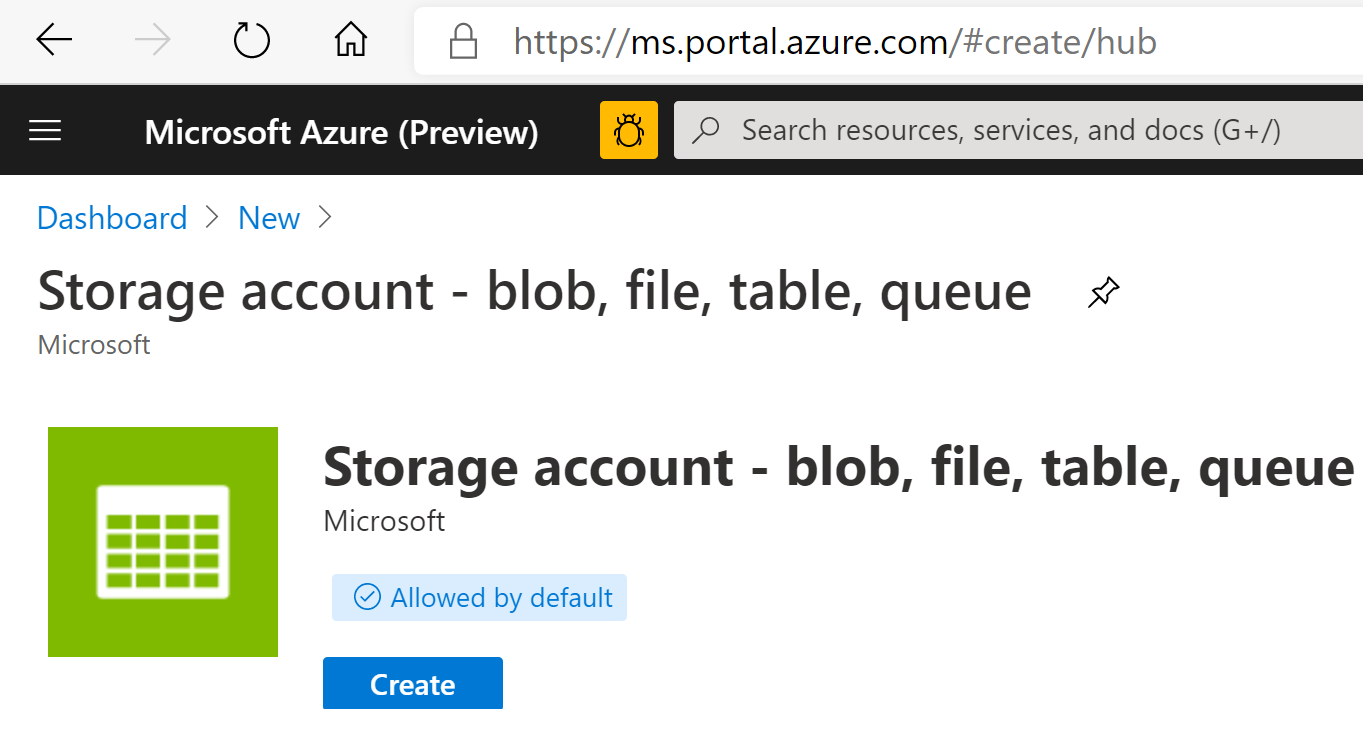 https://ms.portal.azure.com/#create/hub
Microsoft Azure (Preview)
Search resources, services, and docs (G+/)
Dashboard > New >
Storage account - blob, file, table, queue
Microsoft
Storage account - blob, file, table, queue
Microsoft
Allowed by default
Create